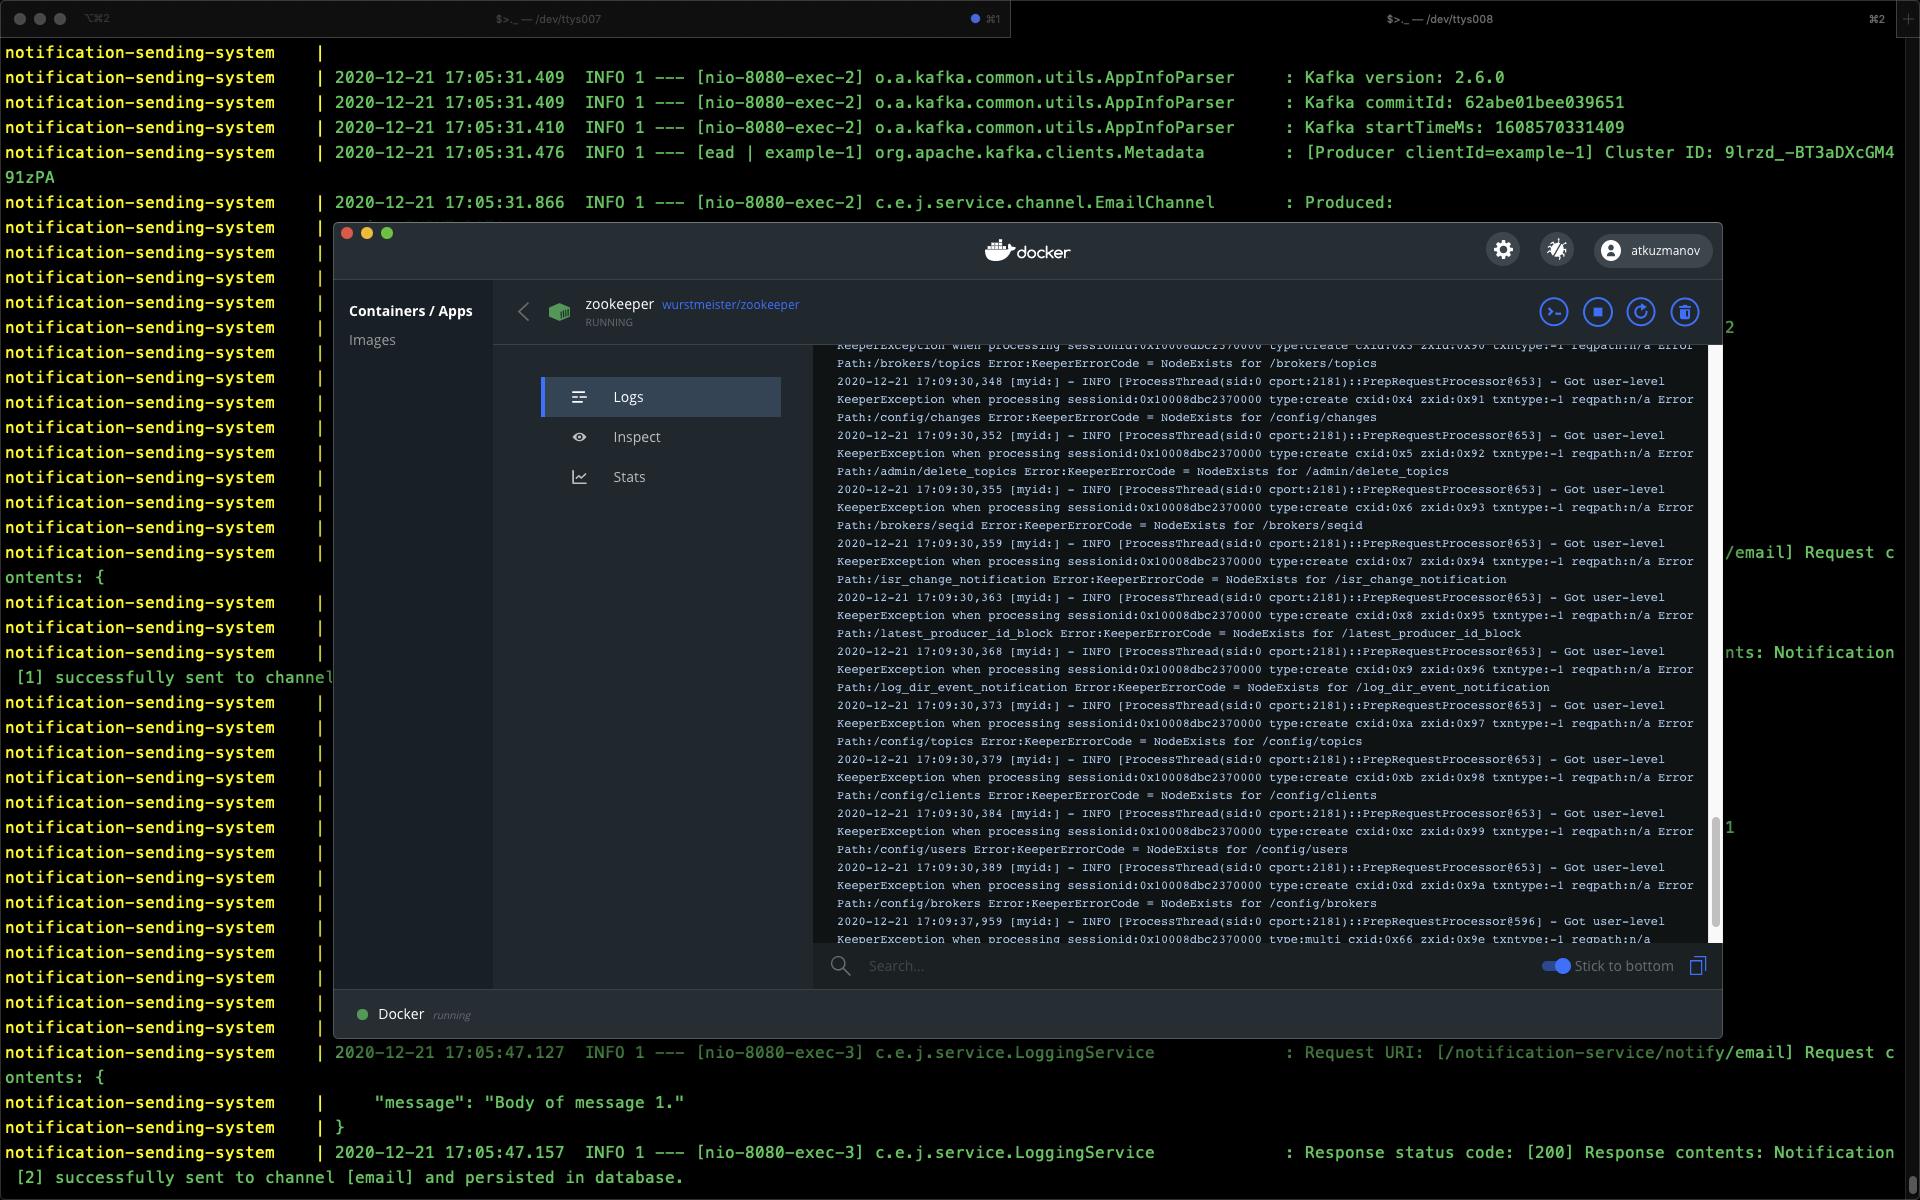 ⌥⌘2
$>._ — /dev/ttys007
⌘1
$>._ — /dev/ttys008
⌘2
+
notification-sending-system |
notification-sending-system | 2020-12-21 17:05:31.409 INFO 1 --- [nio-8080-exec-2] o.a.kafka.common.utils.AppInfoParser : Kafka version: 2.6.0
notification-sending-system | 2020-12-21 17:05:31.409 INFO 1 --- [nio-8080-exec-2] o.a.kafka.common.utils.AppInfoParser : Kafka commitId: 62abe01bee039651
notification-sending-system | 2020-12-21 17:05:31.410 INFO 1 --- [nio-8080-exec-2] o.a.kafka.common.utils.AppInfoParser : Kafka startTimeMs: 1608570331409
notification-sending-system | 2020-12-21 17:05:31.476 INFO 1 --- [ead | example-1] org.apache.kafka.clients.Metadata : [Producer clientId=example-1] Cluster ID: 9lrzd_-BT3aDXcGM4
91zPA
notification-sending-system | 2020-12-21 17:05:31.866 INFO 1 --- [nio-8080-exec-2] c.e.j.service.channel.EmailChannel : Produced:
notification-sending-system |
notification-sending-system |
notification-sending-system |
notification-sending-system |
notification-sending-system | 2
notification-sending-system |
notification-sending-system |
notification-sending-system |
notification-sending-system |
notification-sending-system |
notification-sending-system |
notification-sending-system |
notification-sending-system |
notification-sending-system | /email] Request c
ontents: {
notification-sending-system |
notification-sending-system |
notification-sending-system | nts: Notification
[1] successfully sent to channel
notification-sending-system |
notification-sending-system |
notification-sending-system |
notification-sending-system |
notification-sending-system |
notification-sending-system | 1
notification-sending-system |
notification-sending-system |
notification-sending-system |
notification-sending-system |
notification-sending-system |
notification-sending-system |
notification-sending-system |
notification-sending-system |
docker
atkuzmanov
Containers / Apps
Images
zookeeper wurstmeister/zookeeper
RUNNING
Logs
Inspect
Stats
KeeperException when processing sessionid:0x10008dbc2370000 type:create cxid:0x3 zxid:0x90 txntype:-1 reqpath:n/a Error
Path:/brokers/topics Error:KeeperErrorCode = NodeExists for /brokers/topics
2020-12-21 17:09:30,348 [myid:] - INFO [ProcessThread(sid:0 cport:2181)::PrepRequestProcessor@653] - Got user-level
KeeperException when processing sessionid:0x10008dbc2370000 type:create cxid:0x4 zxid:0x91 txntype:-1 reqpath:n/a Error
Path:/config/changes Error:KeeperErrorCode = NodeExists for /config/changes
2020-12-21 17:09:30,352 [myid:] - INFO [ProcessThread(sid:0 cport:2181)::PrepRequestProcessor@653] - Got user-level
KeeperException when processing sessionid:0x10008dbc2370000 type:create cxid:0x5 zxid:0x92 txntype:-1 reqpath:n/a Error
Path:/admin/delete_topics Error:KeeperErrorCode = NodeExists for /admin/delete_topics
2020-12-21 17:09:30,355 [myid:] - INFO [ProcessThread(sid:0 cport:2181)::PrepRequestProcessor@653] - Got user-level
KeeperException when processing sessionid:0x10008dbc2370000 type:create cxid:0x6 zxid:0x93 txntype:-1 reqpath:n/a Error
Path:/brokers/seqid Error:KeeperErrorCode = NodeExists for /brokers/seqid
2020-12-21 17:09:30,359 [myid:] - INFO [ProcessThread(sid:0 cport:2181)::PrepRequestProcessor@653] - Got user-level
KeeperException when processing sessionid:0x10008dbc2370000 type:create cxid:0x7 zxid:0x94 txntype:-1 reqpath:n/a Error
Path:/isr_change_notification Error:KeeperErrorCode = NodeExists for /isr_change_notification
2020-12-21 17:09:30,363 [myid:] - INFO [ProcessThread(sid:0 cport:2181)::PrepRequestProcessor@653] - Got user-level
KeeperException when processing sessionid:0x10008dbc2370000 type:create cxid:0x8 zxid:0x95 txntype:-1 reqpath:n/a Error
Path:/latest_producer_id_block Error:KeeperErrorCode = NodeExists for /latest_producer_id_block
2020-12-21 17:09:30,368 [myid:] - INFO [ProcessThread(sid:0 cport:2181)::PrepRequestProcessor@653] - Got user-level
KeeperException when processing sessionid:0x10008dbc2370000 type:create cxid:0x9 zxid:0x96 txntype:-1 reqpath:n/a Error
Path:/log_dir_event_notification Error:KeeperErrorCode = NodeExists for /log_dir_event_notification
2020-12-21 17:09:30,373 [myid:] - INFO [ProcessThread(sid:0 cport:2181)::PrepRequestProcessor@653] - Got user-level
KeeperException when processing sessionid:0x10008dbc2370000 type:create cxid:0xa zxid:0x97 txntype:-1 reqpath:n/a Error
Path:/config/topics Error:KeeperErrorCode = NodeExists for /config/topics
2020-12-21 17:09:30,379 [myid:] - INFO [ProcessThread(sid:0 cport:2181)::PrepRequestProcessor@653] - Got user-level
KeeperException when processing sessionid:0x10008dbc2370000 type:create cxid:0xb zxid:0x98 txntype:-1 reqpath:n/a Error
Path:/config/clients Error:KeeperErrorCode = NodeExists for /config/clients
2020-12-21 17:09:30,384 [myid:] - INFO [ProcessThread(sid:0 cport:2181)::PrepRequestProcessor@653] - Got user-level
KeeperException when processing sessionid:0x10008dbc2370000 type:create cxid:0xc zxid:0x99 txntype:-1 reqpath:n/a Error
Path:/config/users Error:KeeperErrorCode = NodeExists for /config/users
2020-12-21 17:09:30,389 [myid:] - INFO [ProcessThread(sid:0 cport:2181)::PrepRequestProcessor@653] - Got user-level
KeeperException when processing sessionid:0x10008dbc2370000 type:create cxid:0xd zxid:0x9a txntype:-1 reqpath:n/a Error
Path:/config/brokers Error:KeeperErrorCode = NodeExists for /config/brokers
2020-12-21 17:09:37,959 [myid:] - INFO [ProcessThread(sid:0 cport:2181)::PrepRequestProcessor@596] - Got user-level
KeeperException when processing sessionid:0x10008dbc2370000 type:multi cxid:0x66 zxid:0x9e txntype:-1 reqpath:n/a
Search...
Stick to bottom
Docker running
notification-sending-system | 2020-12-21 17:05:47.127 INFO 1 --- [nio-8080-exec-3] c.e.j.service.LoggingService : Request URI: [/notification-service/notify/email] Request c
ontents: {
notification-sending-system | "message": "Body of message 1."
notification-sending-system | }
notification-sending-system | 2020-12-21 17:05:47.157 INFO 1 --- [nio-8080-exec-3] c.e.j.service.LoggingService : Response status code: [200] Response contents: Notification
[2] successfully sent to channel [email] and persisted in database.